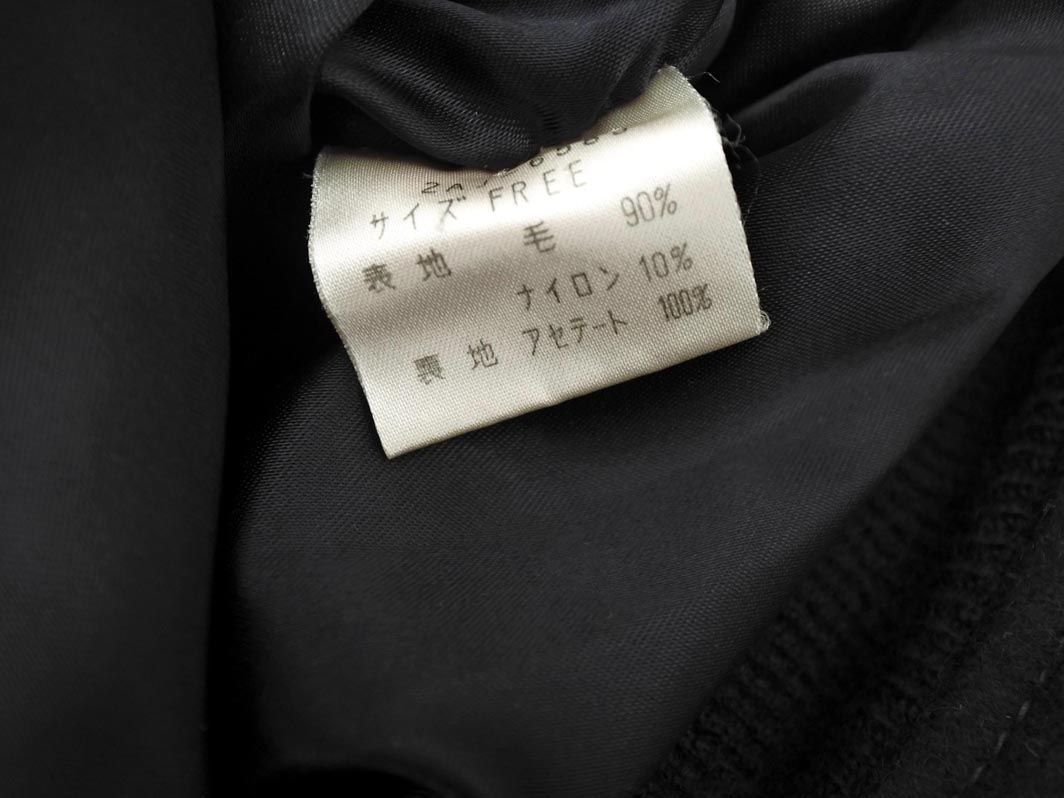 サイズ FREE
表地 毛 90%
ナイロン 10%
裏地 アセテート 100%